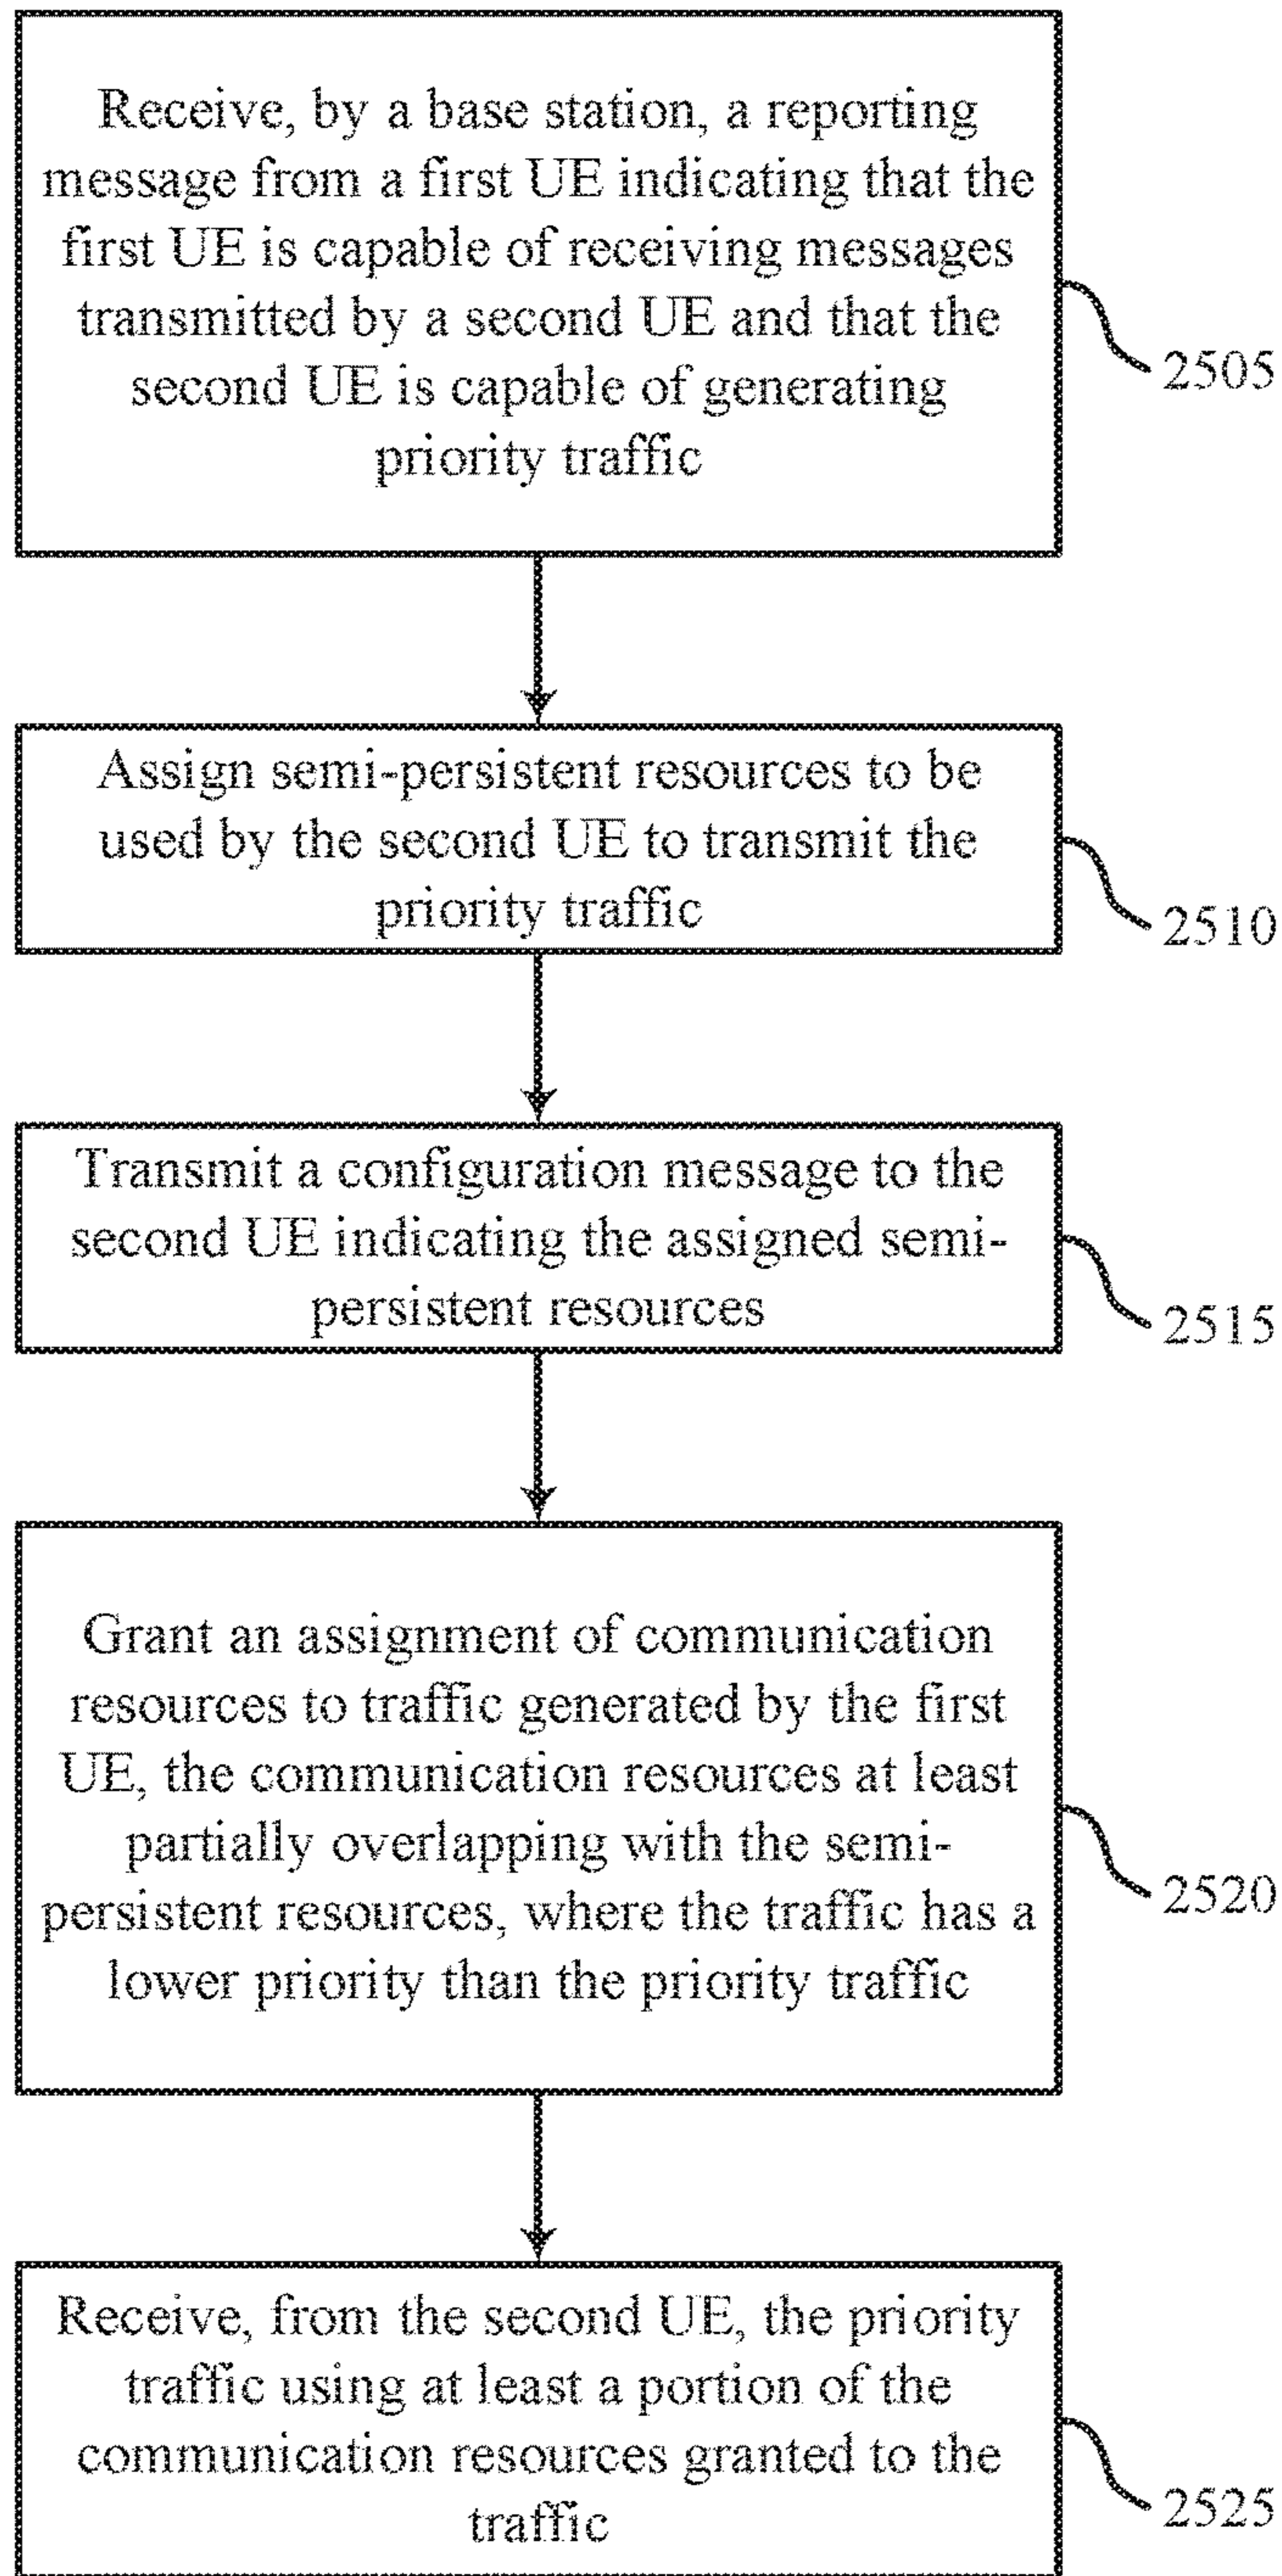 Receive, by a base station, a reporting
message from a first UE indicating that the
first UE is capable of receiving messages
transmitted by a second UE and that the
second UE is capable of generating
priority traffic
2505
Assign semi-persistent resources to be
used by the second UE to transmit the
priority traffic
2510
Transmit a configuration message to the
second UE indicating the assigned semi-
persistent resources
2515
Grant an assignment of communication
resources to traffic generated by the first
UE, the communication resources at least
partially overlapping with the semi-
persistent resources, where the traffic has a
lower priority than the priority traffic
2520
Receive, from the second UE, the priority
traffic using at least a portion of the
communication resources granted to the
traffic
2525